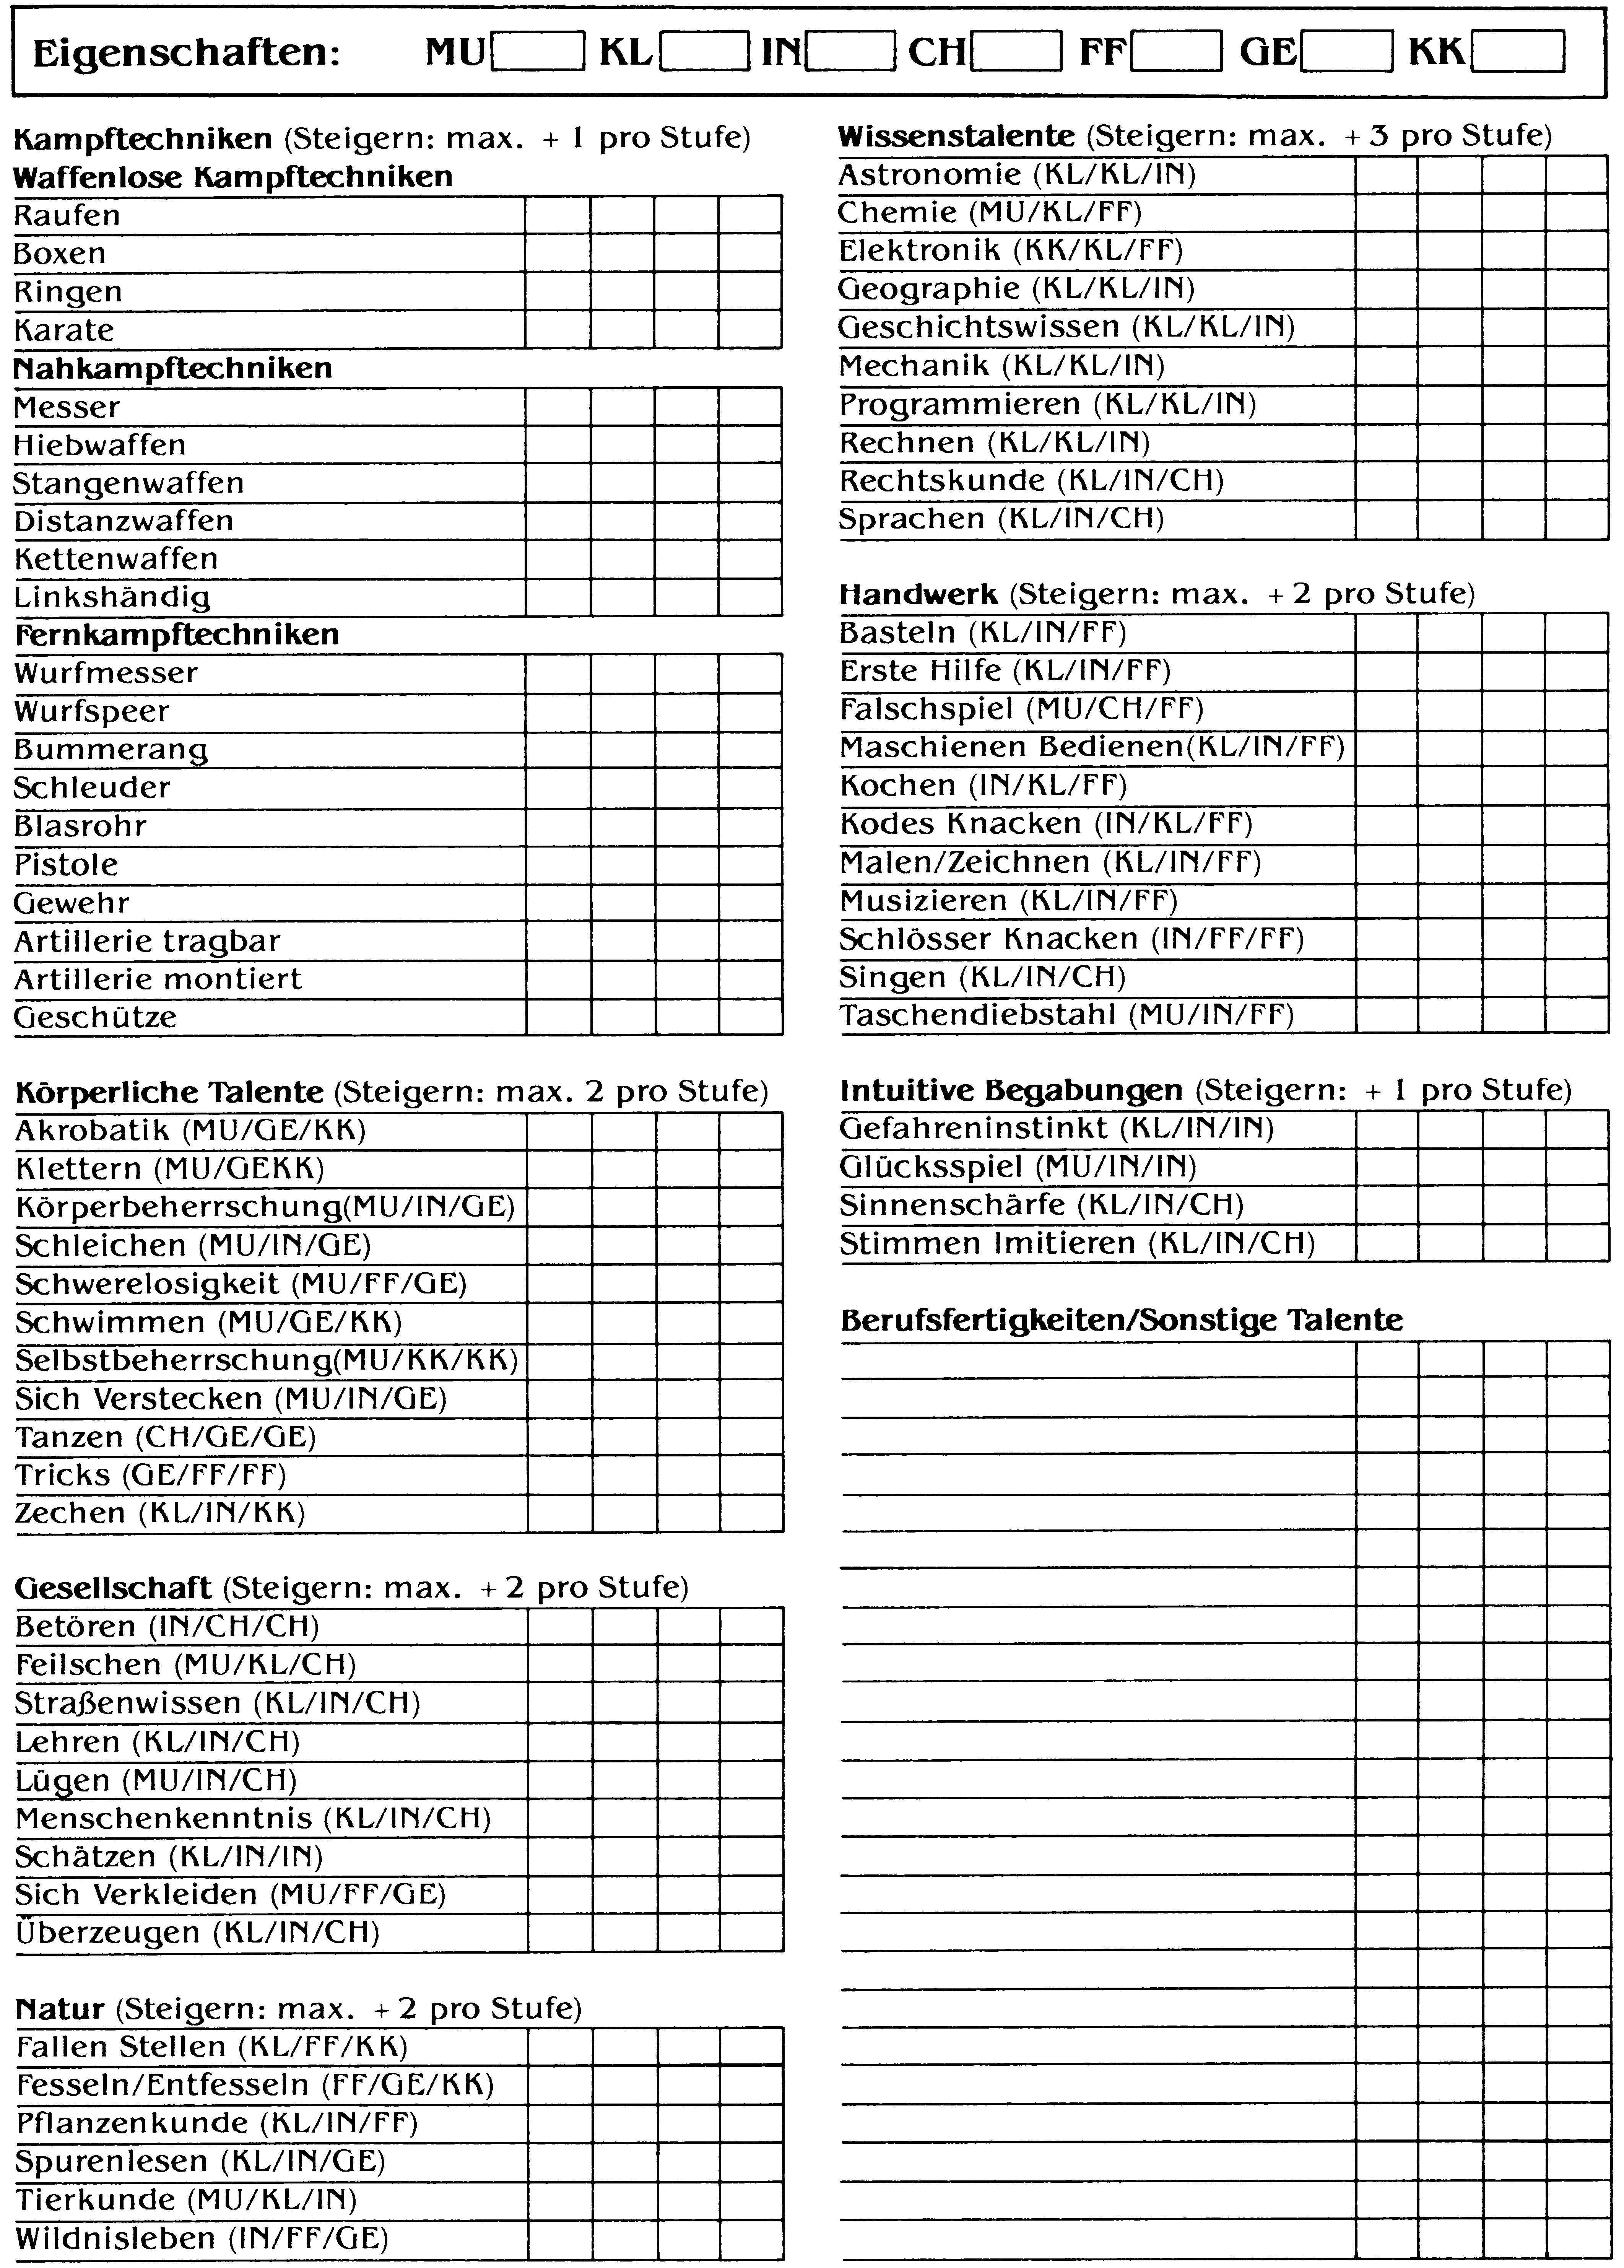 Eigenschaften: MU KL IN CH FF GE KK
Kampftechniken (Steigern: max. + 1 pro Stufe)
Waffenlose Kampftechniken
Raufen
Boxen
Ringen
Karate
Nahkampftechniken
Messer
Hiebwaffen
Stangenwaffen
Distanzwaffen
Kettenwaffen
Linkshändig
Fernkampftechniken
Wurfmesser
Wurfspeer
Bummerang
Schleuder
Blasrohr
Pistole
Gewehr
Artillerie tragbar
Artillerie montiert
Geschütze
Körperliche Talente (Steigern: max. 2 pro Stufe)
Akrobatik (MU/GE/KK)
Klettern (MU/GEKK)
Körperbeherrschung(MU/IN/GE)
Schleichen (MU/IN/GE)
Schwerelosigkeit (MU/FF/GE)
Schwimmen (MU/GE/KK)
Selbstbeherrschung(MU/KK/KK)
Sich Verstecken (MU/IN/GE)
Tanzen (CH/GE/GE)
Tricks (GE/FF/FF)
Zechen (KL/IN/KK)
Gesellschaft (Steigern: max. + 2 pro Stufe)
Betören (IN/CH/CH)
Feilschen (MU/KL/CH)
Straßenwissen (KL/IN/CH)
Lehren (KL/IN/CH)
Lügen (MU/IN/CH)
Menschenkenntnis (KL/IN/CH)
Schätzen (KL/IN/IN)
Sich Verkleiden (MU/FF/GE)
Überzeugen (KL/IN/CH)
Natur (Steigern: max. + 2 pro Stufe)
Fallen Stellen (KL/FF/KK)
Fesseln/Entfesseln (FF/GE/KK)
Pflanzenkunde (KL/IN/FF)
Spurenlesen (KL/IN/GE)
Tierkunde (MU/KL/IN)
Wildnisleben (IN/FF/GE)
Wissenstalente (Steigern: max. + 3 pro Stufe)
Astronomie (KL/KL/IN)
Chemie (MU/KL/FF)
Elektronik (KK/KL/FF)
Geographie (KL/KL/IN)
Geschichtswissen (KL/KL/IN)
Mechanik (KL/KL/IN)
Programmieren (KL/KL/IN)
Rechnen (KL/KL/IN)
Rechtskunde (KL/IN/CH)
Sprachen (KL/IN/CH)
Handwerk (Steigern: max. + 2 pro Stufe)
Basteln (KL/IN/FF)
Erste Hilfe (KL/IN/FF)
Falschspiel (MU/CH/FF)
Maschienen Bedienen(KL/IN/FF)
Kochen (IN/KL/FF)
Kodes Knacken (IN/KL/FF)
Malen/Zeichnen (KL/IN/FF)
Musizieren (KL/IN/FF)
Schlösser Knacken (IN/FF/FF)
Singen (KL/IN/CH)
Taschendiebstahl (MU/IN/FF)
Intuitive Begabungen (Steigern: + 1 pro Stufe)
Gefahreninstinkt (KL/IN/IN)
Glücksspiel (MU/IN/IN)
Sinnenschärfe (KL/IN/CH)
Stimmen Imitieren (KL/IN/CH)
Berufsfertigkeiten/Sonstige Talente